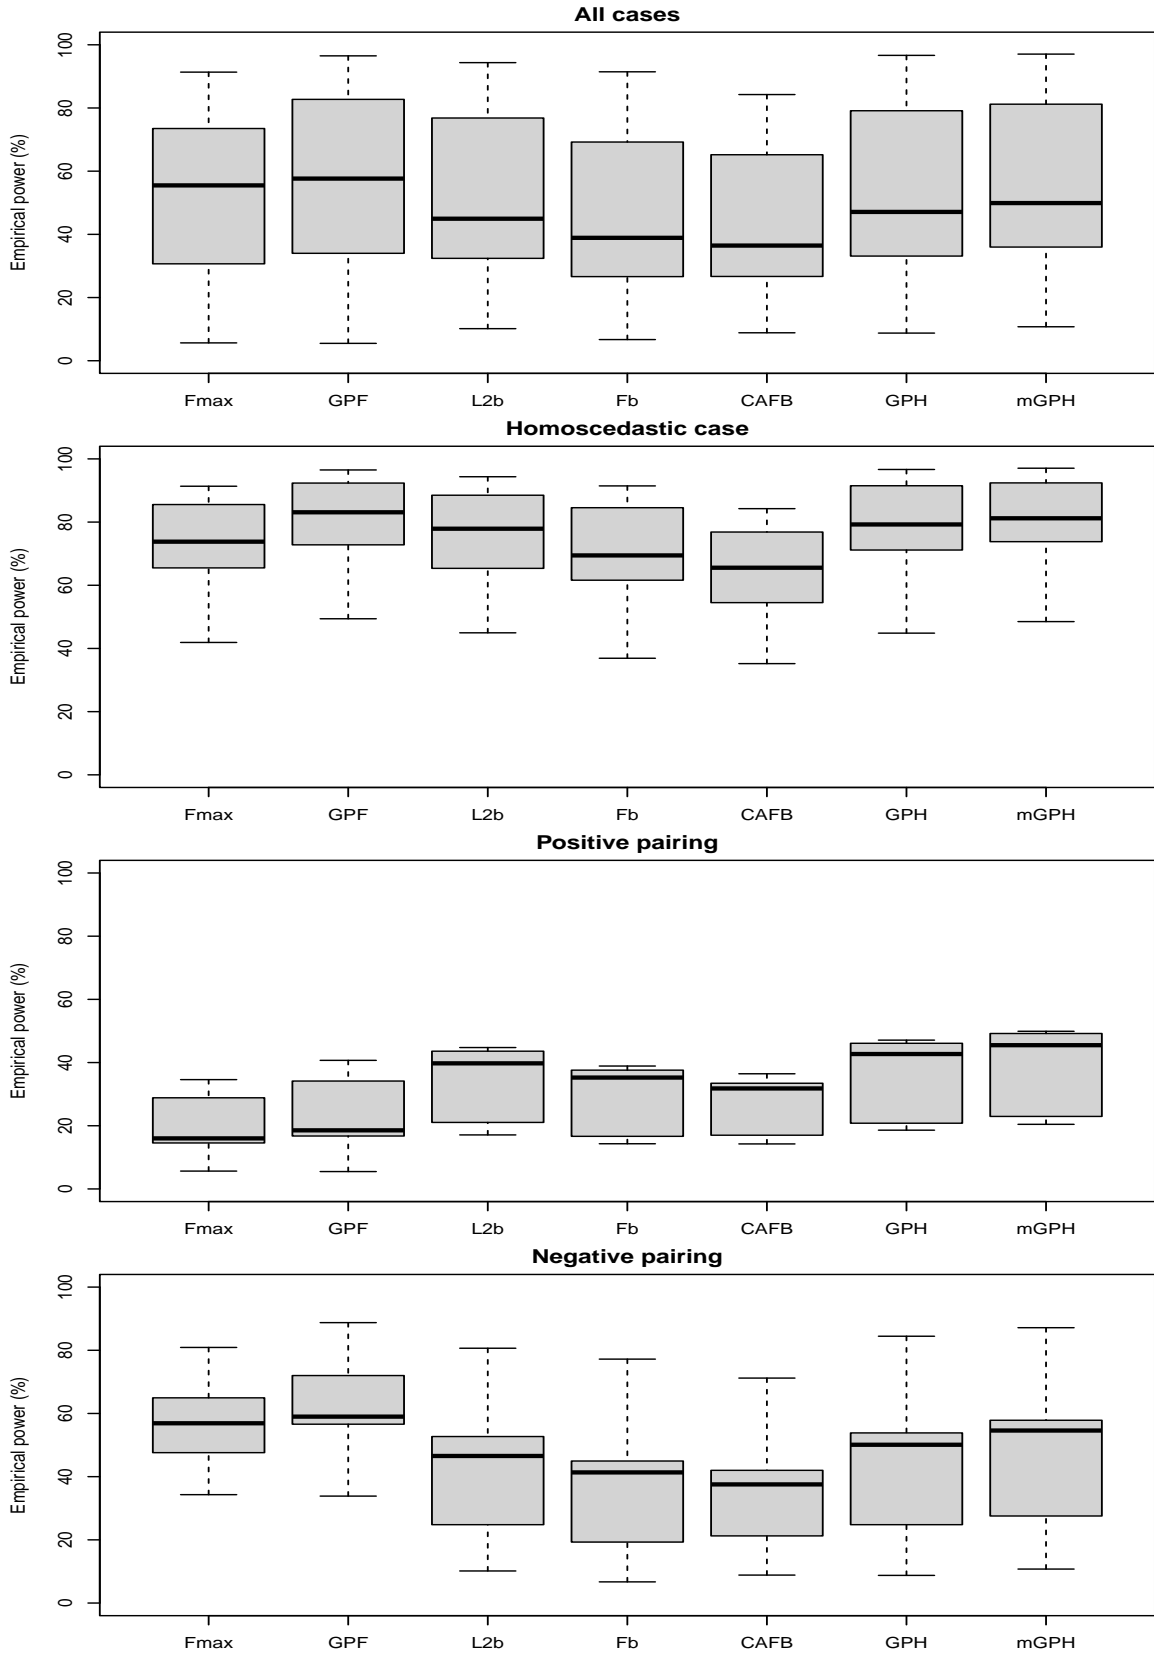 All cases
Empirical power (%)
0 20 40 60 80 100
Fmax GPF L2b Fb CAFB GPH mGPH
Homoscedastic case
Empirical power (%)
0 20 40 60 80 100
Fmax GPF L2b Fb CAFB GPH mGPH
Positive pairing
Empirical power (%)
0 20 40 60 80 100
Fmax GPF L2b Fb CAFB GPH mGPH
Negative pairing
Empirical power (%)
0 20 40 60 80 100
Fmax GPF L2b Fb CAFB GPH mGPH